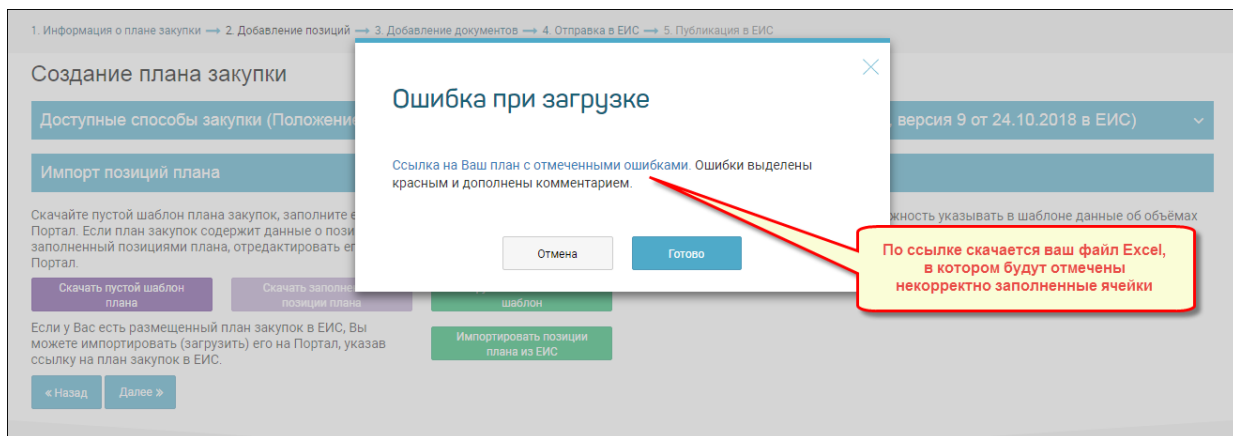 1. Информация о плане закупки → 2. Добавление позиций → 3. Добавление документов → 4. Отправка в ЕИС → 5. Публикация в ЕИС
Создание плана закупки
Доступные способы закупки (Положение
, версия 9 от 24.10.2018 в ЕИС)
Импорт позиций плана
Ошибка при загрузке
Ссылка на Ваш план с отмеченными ошибками. Ошибки выделены
красным и дополнены комментарием.
Отмена
Готово
Скачайте пустой шаблон плана закупок, заполните
указывать в шаблоне данные об объёмах
Портал. Если план закупок содержит данные о
заполненный позициями плана, отредактировать
Портал.
По ссылке скачается ваш файл Excel,
в котором будут отмечены
некорректно заполненные ячейки
Скачать пустой шаблон
плана
Скачать
позиции плана
шаблон
Если у Вас есть размещенный план закупок в ЕИС, Вы
можете импортировать (загрузить) его на Портал, указав
ссылку на план закупок в ЕИС.
Импортировать позиции
плана из ЕИС
« Назад
Далее »